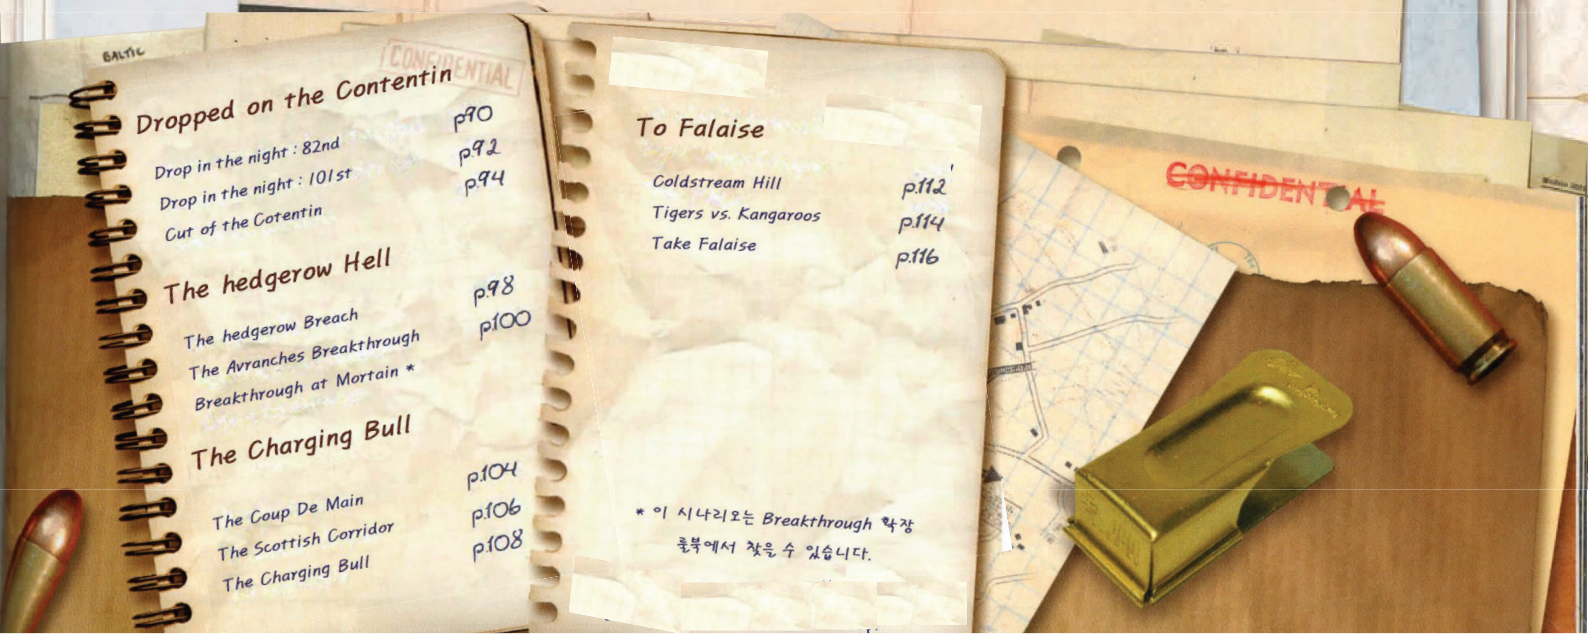 BALTIC
CONFIDENTIAL
Dropped on the Contentin
Drop in the night : 82nd p90
Drop in the night : 101st p.92
Cut of the Cotentin p.94
The hedgerow Hell
The hedgerow Breach p.98
The Avranches Breakthrough p.100
Breakthrough at Mortain *
The Charging Bull
The Coup De Main p.104
The Scottish Corridor p.106
The Charging Bull p.108
To Falaise
Coldstream Hill p.112
Tigers vs. Kangaroos p.114
Take Falaise p.116
* 이 시나리오는 Breakthrough 확장
룰북에서 찾을 수 있습니다.
CONFIDENTIAL